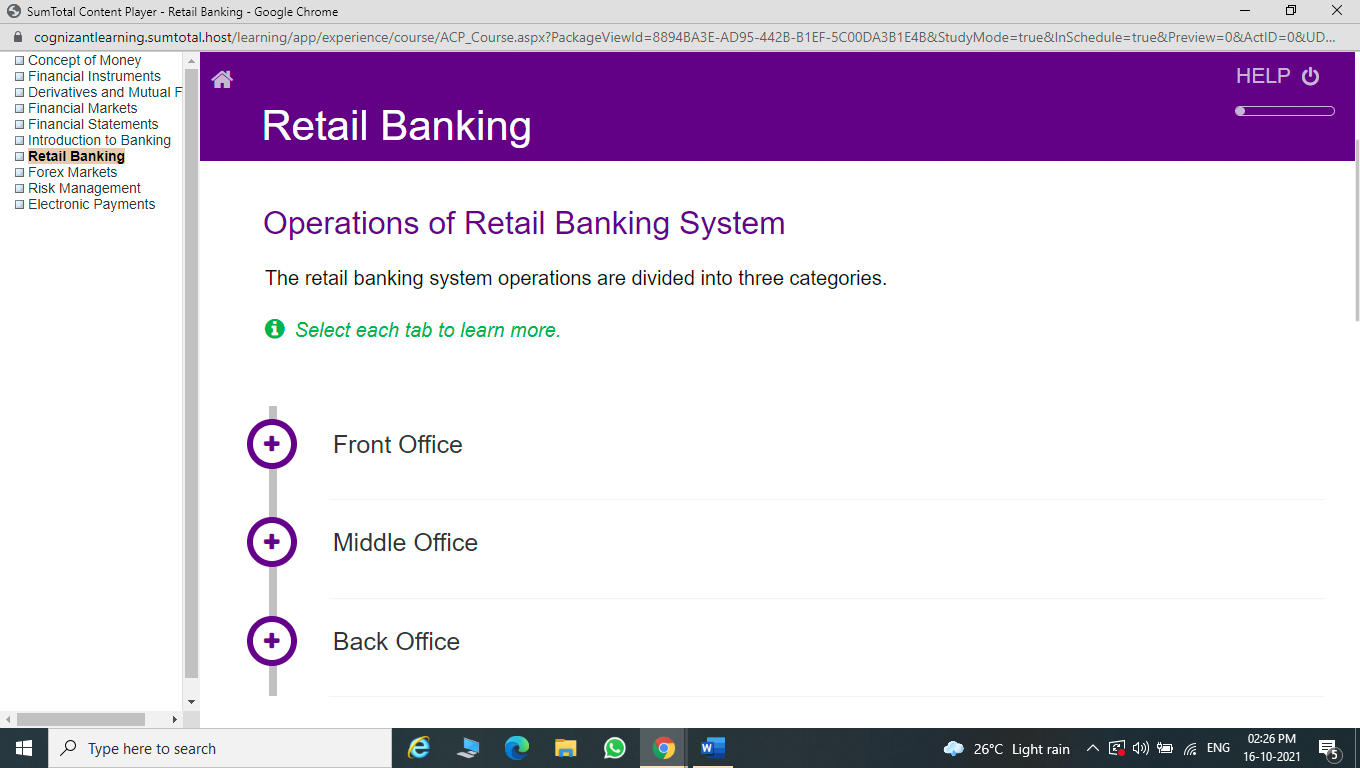 SumTotal Content Player - Retail Banking - Google Chrome
cognizantlearning.sumtotal.host/learning/app/experience/course/ACP_Course.aspx?PackageViewId=8894BA3E-AD95-442B-B1EF-5C00DA3B1E4B&StudyMode=true&InSchedule=true&Preview=0&ActID=0&UD...
Concept of Money
Financial Instruments
Derivatives and Mutual F
Financial Markets
Financial Statements
Introduction to Banking
Retail Banking
Forex Markets
Risk Management
Electronic Payments
HELP
Retail Banking
Operations of Retail Banking System
The retail banking system operations are divided into three categories.
Select each tab to learn more.
Front Office
Middle Office
Back Office
Type here to search
26°C Light rain
ENG
02:26 PM
16-10-2021
5